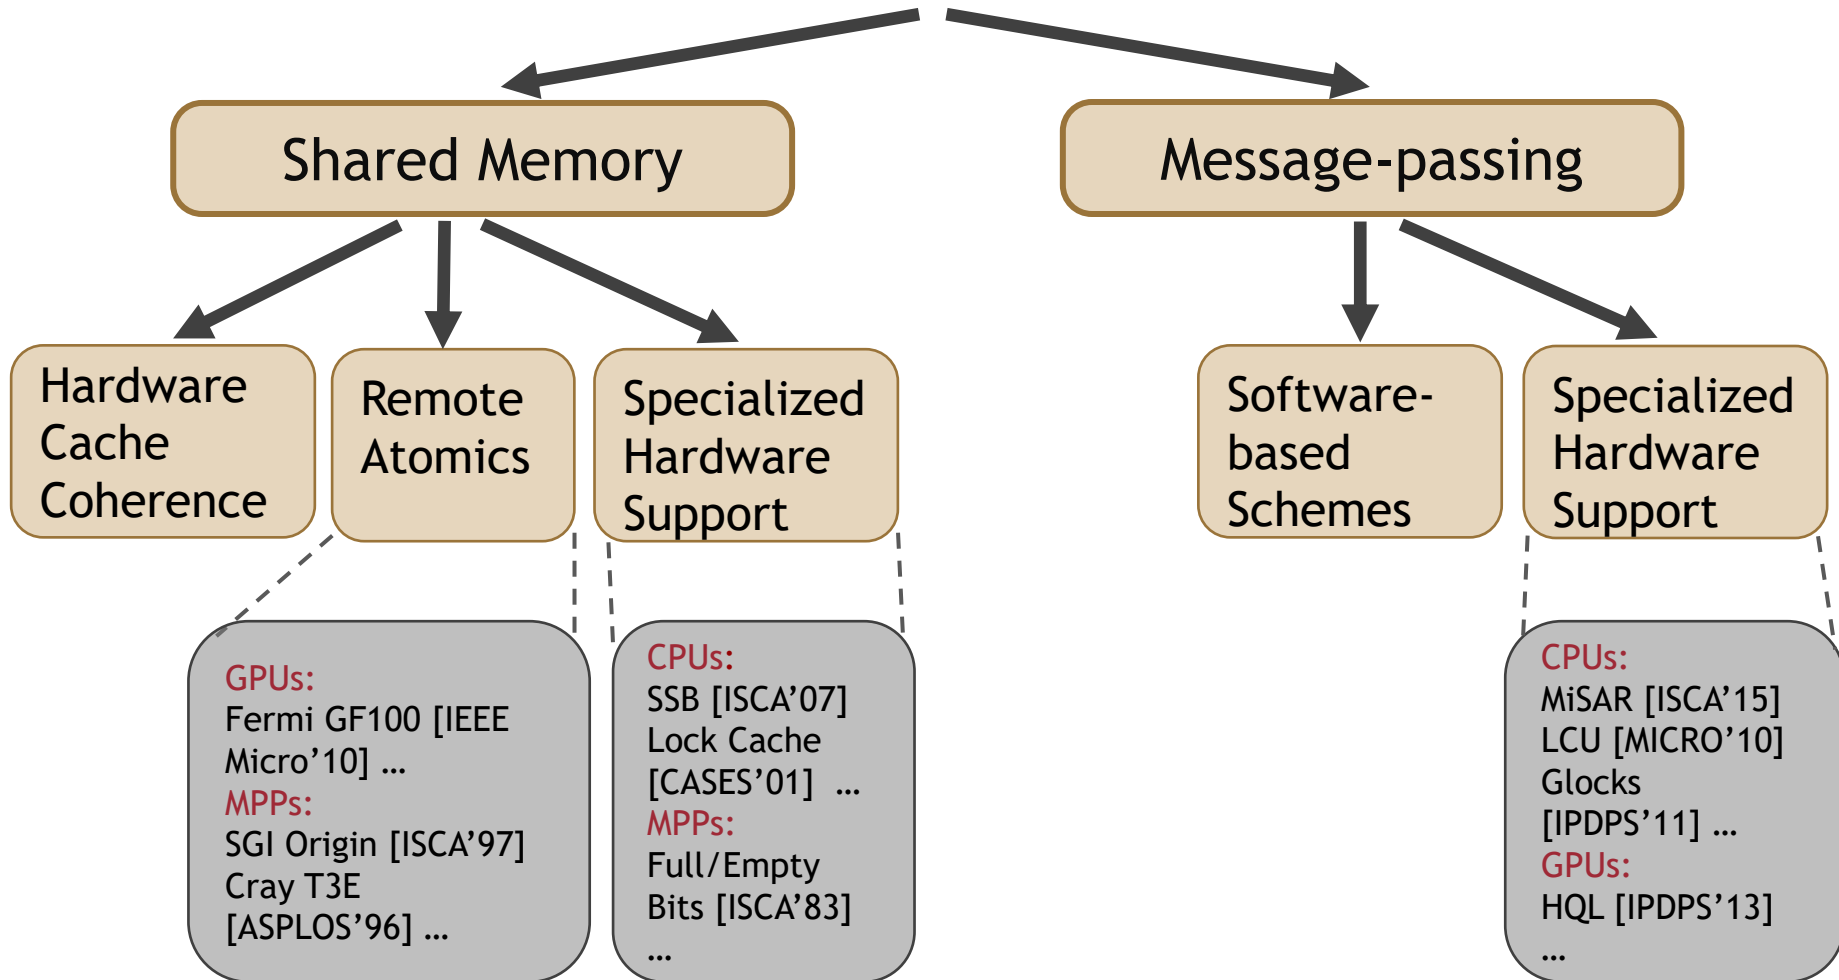 Shared Memory
Message-passing
Hardware
Cache
Coherence
Remote
Atomics
Specialized
Hardware
Support
Software-
based
Schemes
Specialized
Hardware
Support
GPUs:
Fermi GF100 [IEEE
Micro’10] …
MPPs:
SGI Origin [ISCA’97]
Cray T3E
[ASPLOS’96] …
CPUs:
SSB [ISCA’07]
Lock Cache
[CASES’01] …
MPPs:
Full/Empty
Bits [ISCA’83]
…
CPUs:
MiSAR [ISCA’15]
LCU [MICRO’10]
Glocks
[IPDPS’11] …
GPUs:
HQL [IPDPS’13]
…